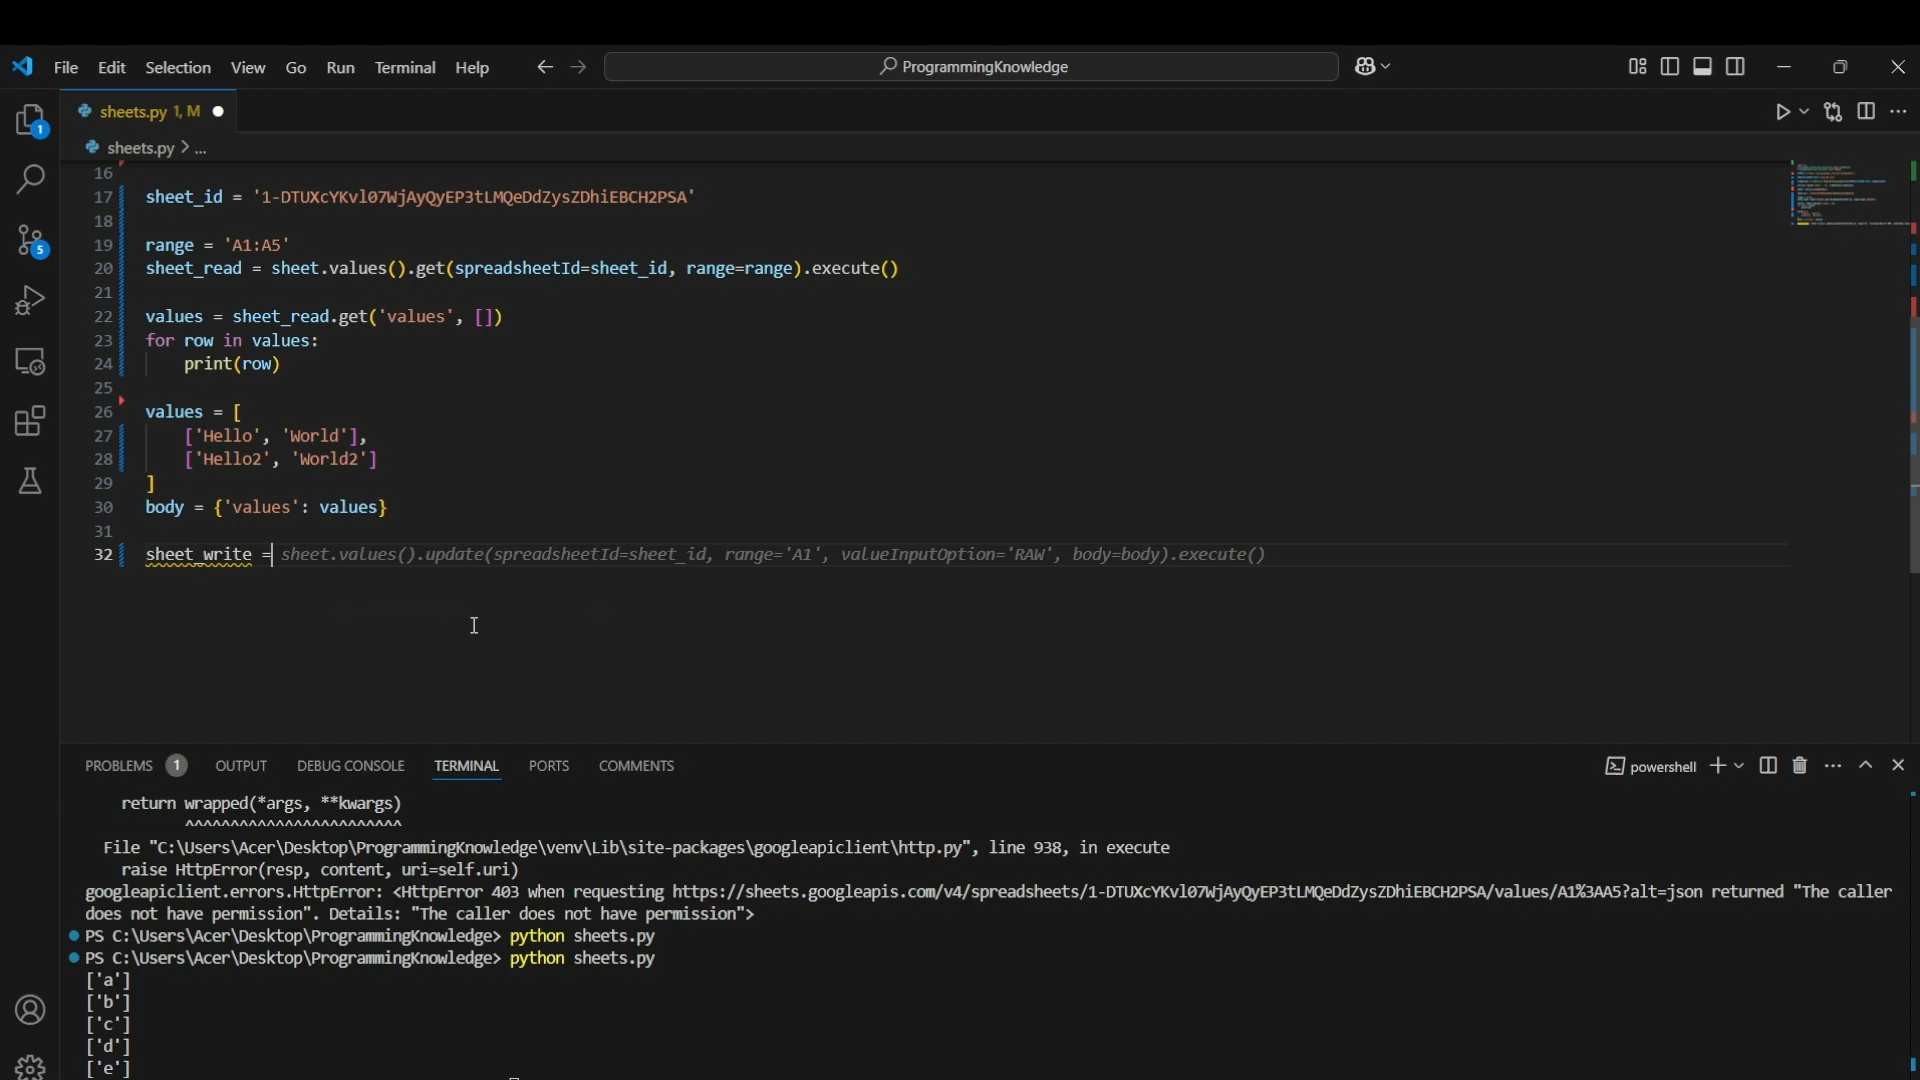 File Edit Selection View Go Run Terminal Help ProgrammingKnowledge
sheets.py 1, M
sheets.py > ...
1
5
16
17 sheet_id = '1-DTUXcYKvl07WjAyQyEP3tLMQeDdZysZDhiEBCH2PSA'
18
19 range = 'A1:A5'
20 sheet_read = sheet.values().get(spreadsheetId=sheet_id, range=range).execute()
21
22 values = sheet_read.get('values', [])
23 for row in values:
24 print(row)
25
26 values = [
27 ['Hello', 'World'],
28 ['Hello2', 'World2']
29 ]
30 body = {'values': values}
31
32 sheet_write = sheet.values().update(spreadsheetId=sheet_id, range='A1', valueInputOption='RAW', body=body).execute()
PROBLEMS 1 OUTPUT DEBUG CONSOLE TERMINAL PORTS COMMENTS powershell
return wrapped(*args, **kwargs)
^^^^^^^^^^^^^^^^^^^^^^^^
File "C:\Users\Acer\Desktop\ProgrammingKnowledge\venv\Lib\site-packages\googleapiclient\http.py", line 938, in execute
raise HttpError(resp, content, uri=self.uri)
googleapiclient.errors.HttpError: <HttpError 403 when requesting https://sheets.googleapis.com/v4/spreadsheets/1-DTUXcYKvl07WjAyQyEP3tLMQeDdZysZDhiEBCH2PSA/values/A1%3AA5?alt=json returned "The caller
does not have permission". Details: "The caller does not have permission">
PS C:\Users\Acer\Desktop\ProgrammingKnowledge> python sheets.py
PS C:\Users\Acer\Desktop\ProgrammingKnowledge> python sheets.py
['a']
['b']
['c']
['d']
['e']